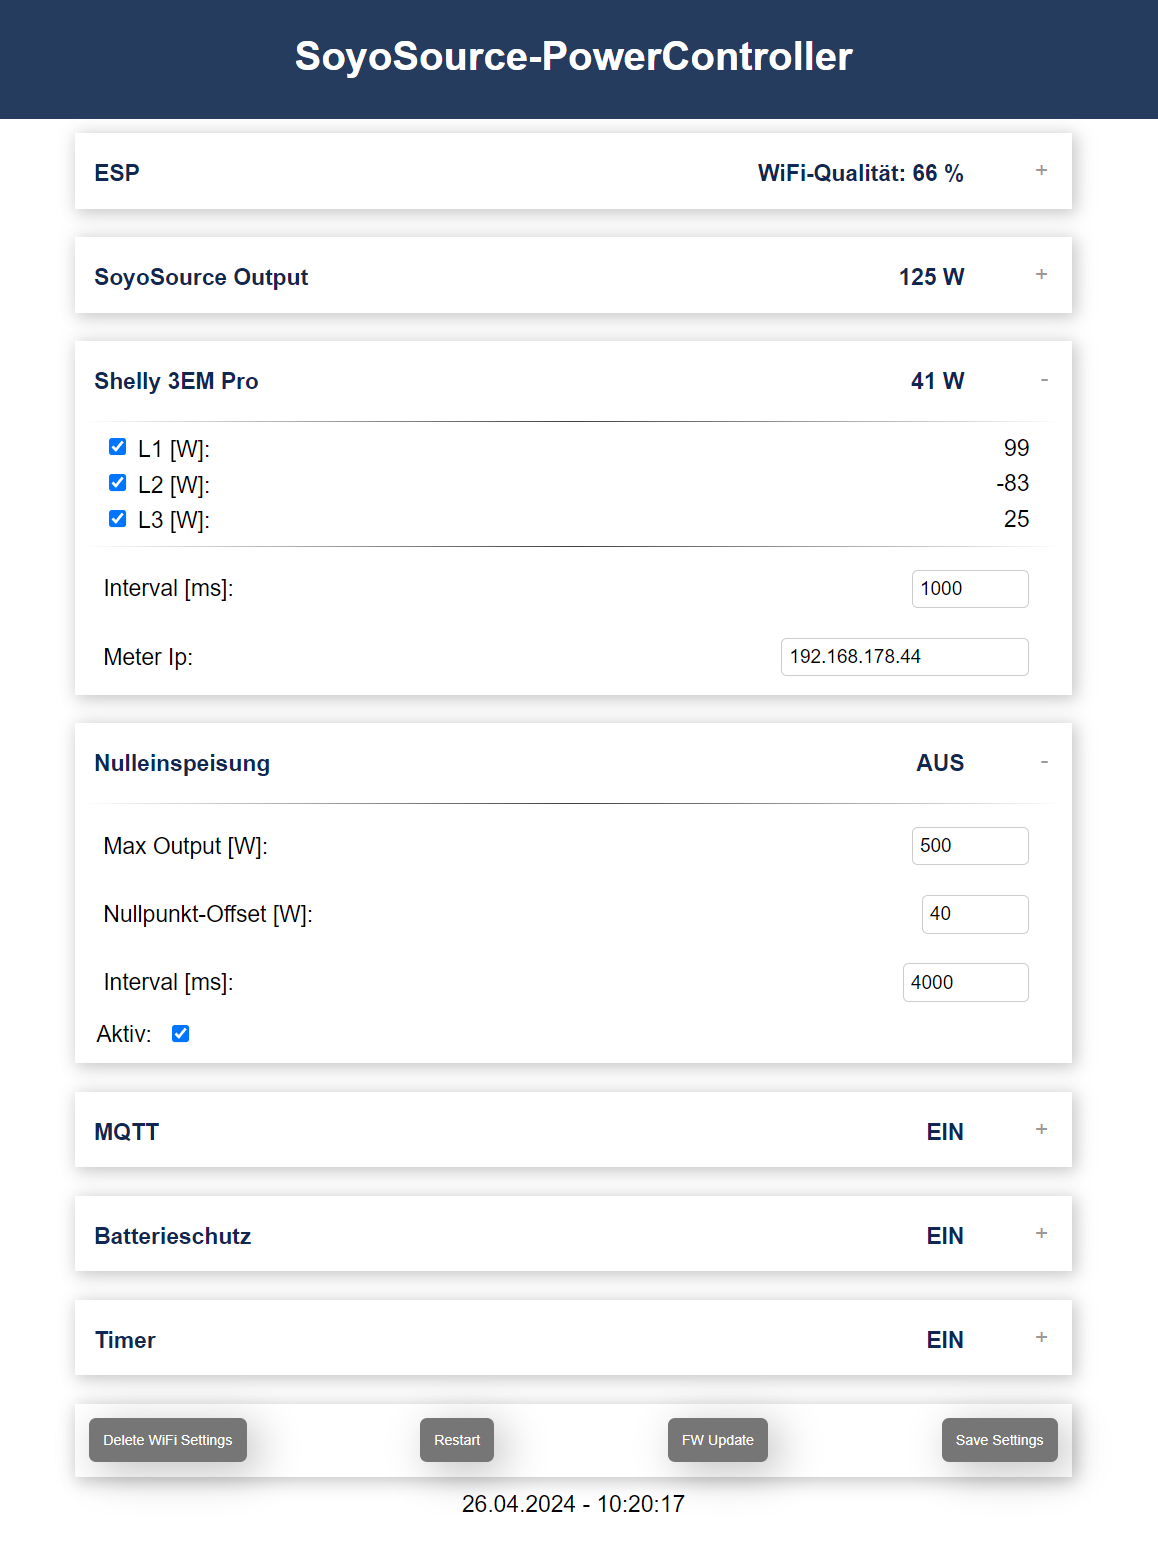 SoyoSource-PowerController
ESP WiFi-Qualität: 66 % +
SoyoSource Output 125 W +
Shelly 3EM Pro 41 W -
L1 [W]: 99
L2 [W]: -83
L3 [W]: 25
Interval [ms]: 1000
Meter Ip: 192.168.178.44
Nulleinspeisung AUS -
Max Output [W]: 500
Nullpunkt-Offset [W]: 40
Interval [ms]: 4000
Aktiv:
MQTT EIN +
Batterieschutz EIN +
Timer EIN +
Delete WiFi Settings Restart FW Update Save Settings
26.04.2024 - 10:20:17